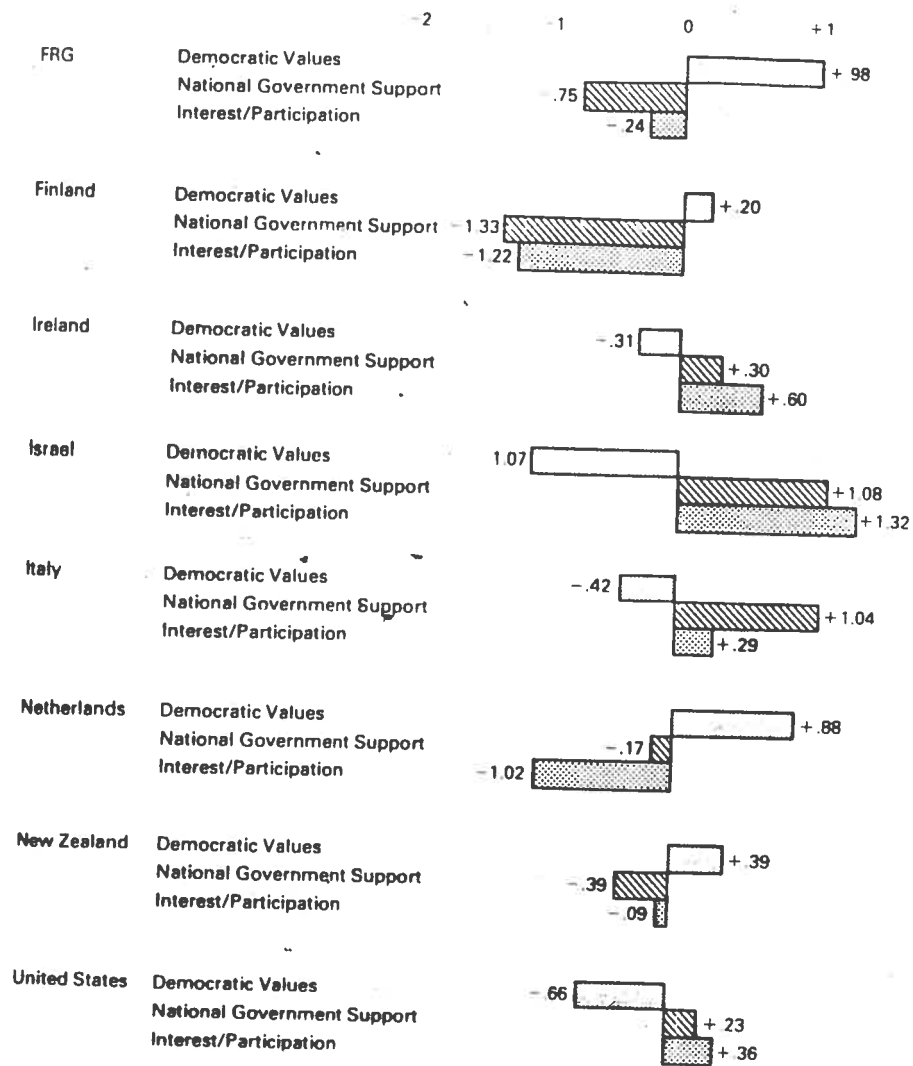 -2 -1 0 +1
FRG Democratic Values + 98
National Government Support .75
Interest/Participation -.24
Finland Democratic Values +.20
National Government Support -1.33
Interest/Participation -1.22
Ireland Democratic Values -.31
National Government Support +.30
Interest/Participation +.60
Israel Democratic Values 1.07
National Government Support +1.08
Interest/Participation +1.32
Italy Democratic Values -.42
National Government Support +1.04
Interest/Participation +.29
Netherlands Democratic Values +.88
National Government Support -.17
Interest/Participation -1.02
New Zealand Democratic Values +.39
National Government Support -.39
Interest/Participation -.09
United States Democratic Values -.66
National Government Support +.23
Interest/Participation +.36